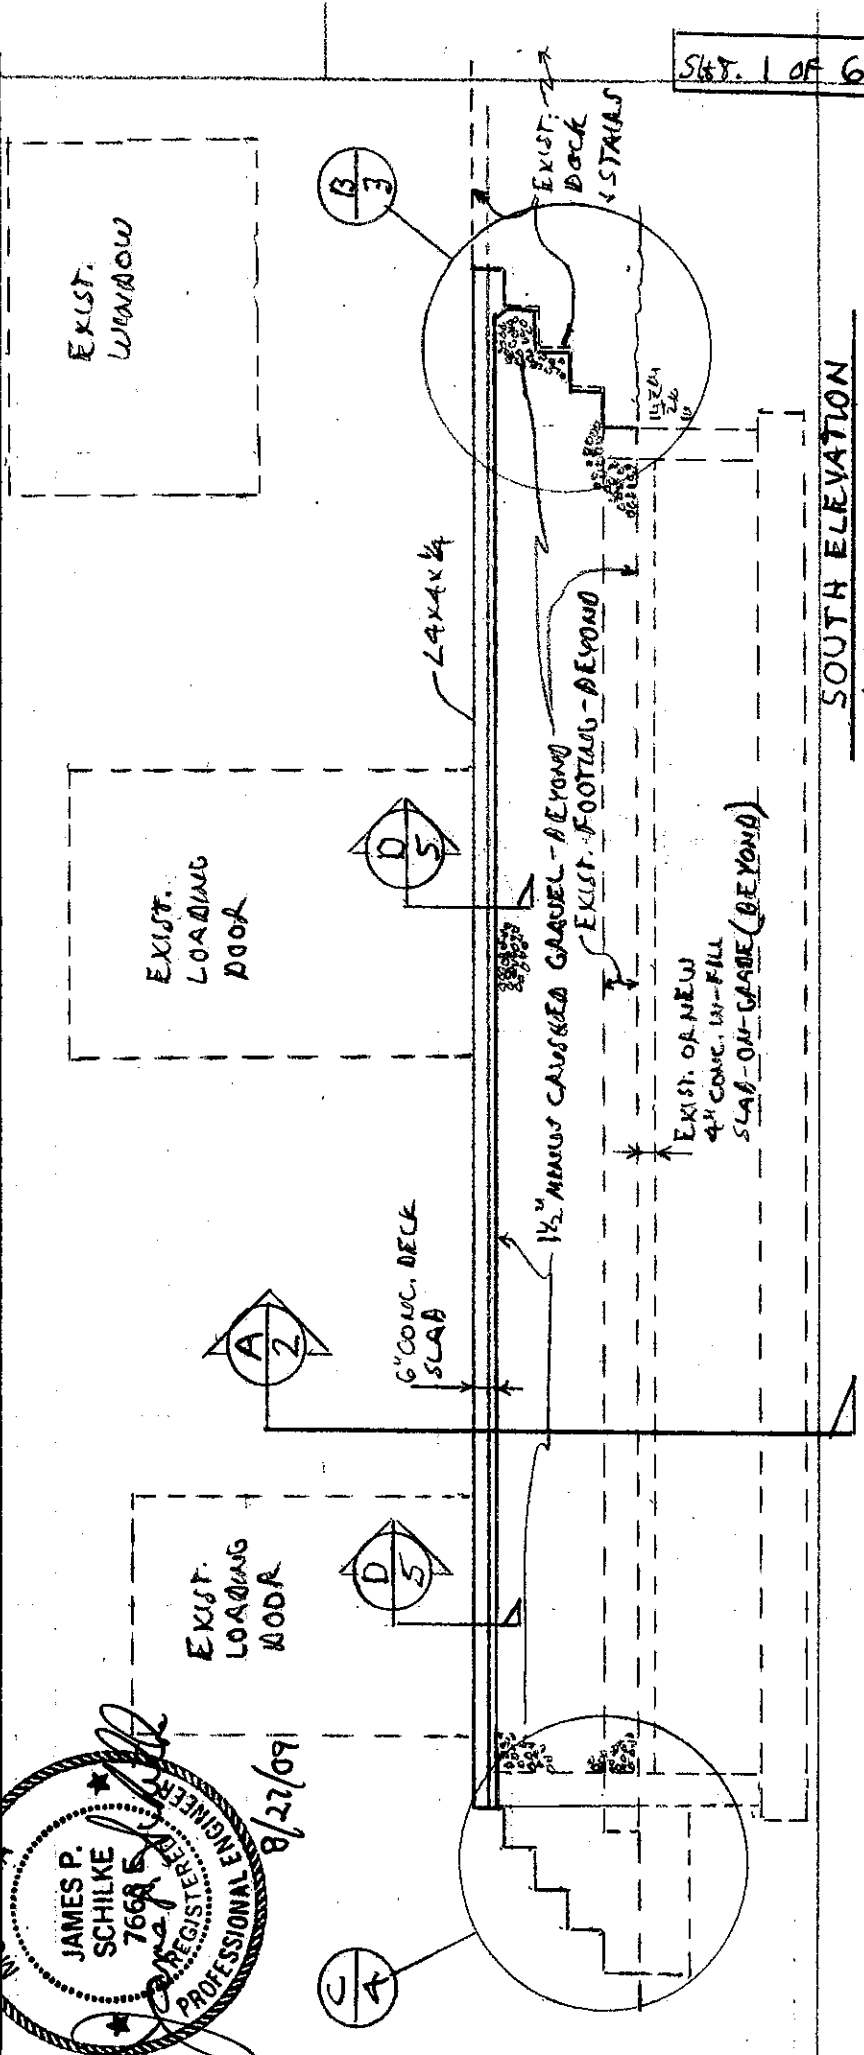 SHT. 1 OF 6
EXIST.
WINDOW
B
3
EXIST.
DOCK
& STAIRS
L4x4x1/4
EXIST.
LOADING
DOOR
D
5
1 1/2" MINUS CRUSHED GRAVEL-BEYOND
EXIST. FOOTING-BEYOND
EXIST. OR NEW
4" CONC. IN-FILL
SLAB-ON-GRADE (BEYOND)
A
2
6" CONC. DECK
SLAB
EXIST.
LOADING
DOOR
D
5
C
4
JAMES P.
SCHILKE
7668 E
REGISTERED
PROFESSIONAL ENGINEER
8/27/09
SOUTH ELEVATION